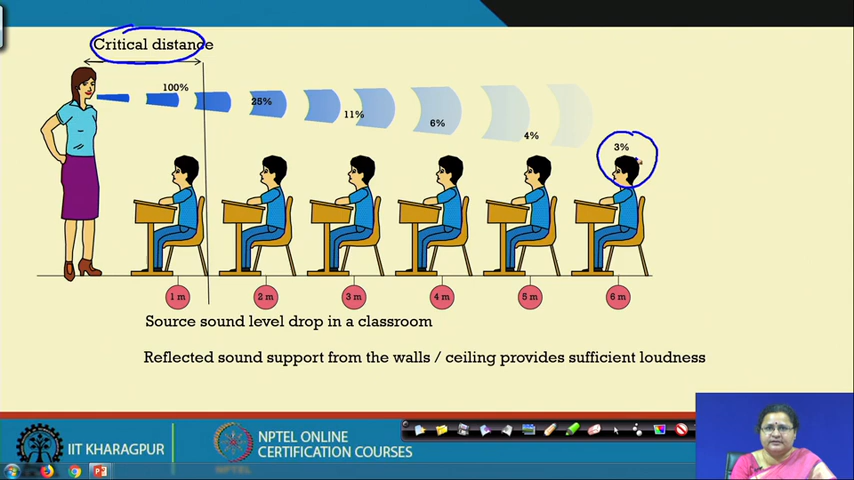 Critical distance
100%
25%
11%
6%
4%
3%
1 m
2 m
3 m
4 m
5 m
6 m
Source sound level drop in a classroom
Reflected sound support from the walls / ceiling provides sufficient loudness
IIT KHARAGPUR
NPTEL
NPTEL ONLINE
CERTIFICATION COURSES